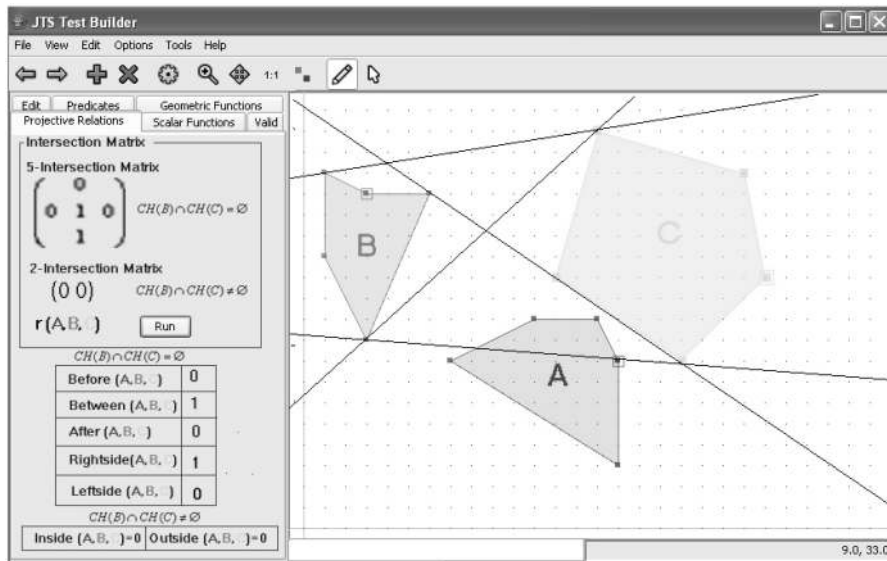 JTS Test Builder
File View Edit Options Tools Help
1:1
Edit Predicates Geometric Functions
Projective Relations Scalar Functions Valid
Intersection Matrix
5-Intersection Matrix
0
0 1 0 CH(B)∩CH(C)=∅
1
2-Intersection Matrix
(0 0) CH(B)∩CH(C)≠∅
r(A,B,C) Run
CH(B)∩CH(C)=∅
Before (A,B,C) 0
Between (A,B,C) 1
After (A,B,C) 0
Rightside(A,B,C) 1
Leftside (A,B,C) 0
CH(B)∩CH(C)≠∅
Inside (A,B,C)=0 Outside (A,B,C)=0
B
C
A
9.0, 33.0